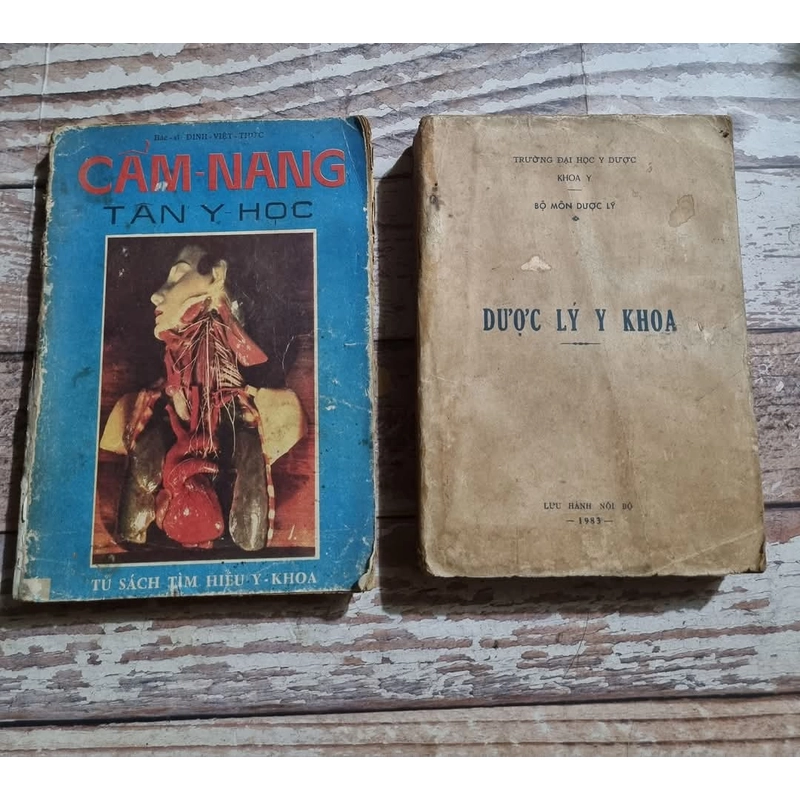 Bác-sĩ ĐINH-VIỆT-THỨC
CẨM-NANG
TÂN Y-HỌC
TỦ SÁCH TÌM HIỂU Y-KHOA
TRƯỜNG ĐẠI HỌC Y DƯỢC
KHOA Y
BỘ MÔN DƯỢC LÝ
DƯỢC LÝ Y KHOA
LƯU HÀNH NỘI BỘ
—1983—